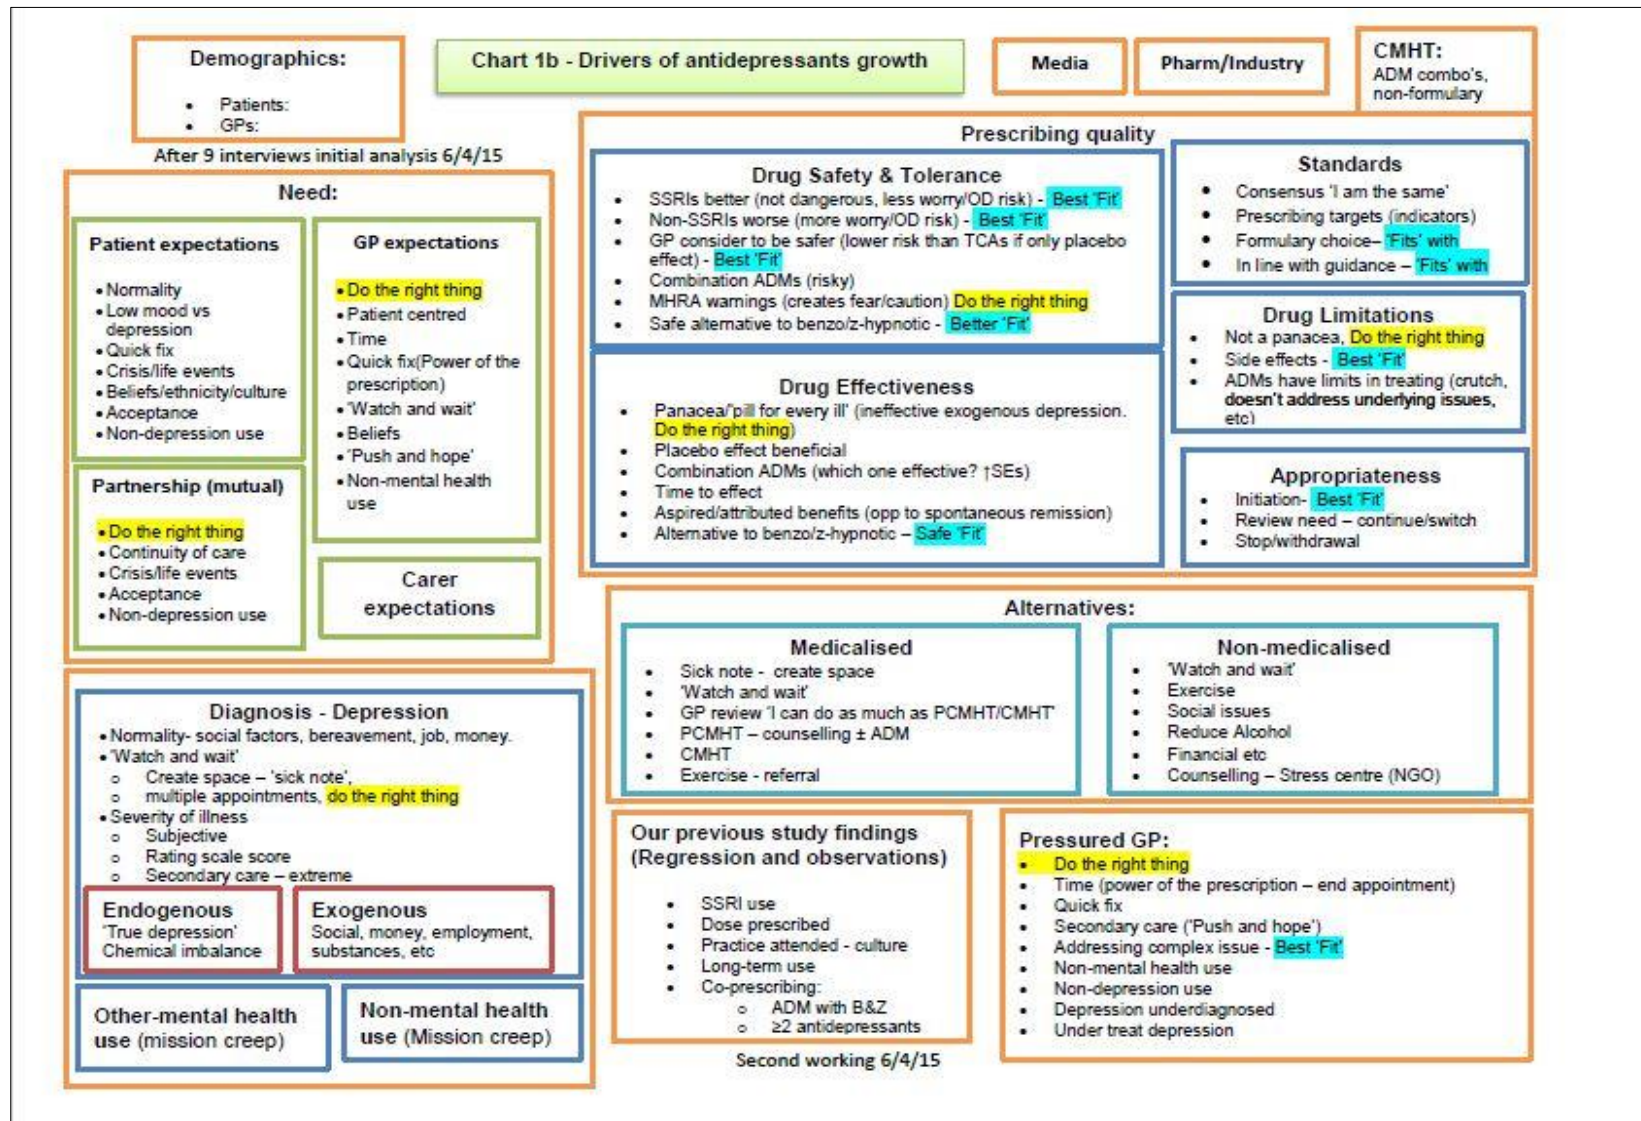 Demographics:
• Patients:
• GPs:
Chart 1b - Drivers of antidepressants growth
Media
Pharm/Industry
CMHT:
ADM combo's,
non-formulary
After 9 interviews initial analysis 6/4/15
Need:
Patient expectations
• Normality
• Low mood vs
depression
• Quick fix
• Crisis/life events
• Beliefs/ethnicity/culture
• Acceptance
• Non-depression use
GP expectations
• Do the right thing
• Patient centred
• Time
• Quick fix(Power of the
prescription)
• 'Watch and wait'
• Beliefs
• 'Push and hope'
• Non-mental health
use
Partnership (mutual)
• Do the right thing
• Continuity of care
• Crisis/life events
• Acceptance
• Non-depression use
Carer
expectations
Prescribing quality
Drug Safety & Tolerance
• SSRIs better (not dangerous, less worry/OD risk) - Best 'Fit'
• Non-SSRIs worse (more worry/OD risk) - Best 'Fit'
• GP consider to be safer (lower risk than TCAs if only placebo
effect) - Best 'Fit'
• Combination ADMs (risky)
• MHRA warnings (creates fear/caution) Do the right thing
• Safe alternative to benzo/z-hypnotic - Better 'Fit'
Standards
• Consensus 'I am the same'
• Prescribing targets (indicators)
• Formulary choice– 'Fits' with
• In line with guidance – 'Fits' with
Drug Limitations
• Not a panacea, Do the right thing
• Side effects - Best 'Fit'
• ADMs have limits in treating (crutch,
doesn't address underlying issues,
etc)
Drug Effectiveness
• Panacea/'pill for every ill' (ineffective exogenous depression.
Do the right thing)
• Placebo effect beneficial
• Combination ADMs (which one effective? ↑SEs)
• Time to effect
• Aspired/attributed benefits (opp to spontaneous remission)
• Alternative to benzo/z-hypnotic – Safe 'Fit'
Appropriateness
• Initiation- Best 'Fit'
• Review need – continue/switch
• Stop/withdrawal
Alternatives:
Medicalised
• Sick note - create space
• 'Watch and wait'
• GP review 'I can do as much as PCMHT/CMHT'
• PCMHT – counselling ± ADM
• CMHT
• Exercise - referral
Non-medicalised
• 'Watch and wait'
• Exercise
• Social issues
• Reduce Alcohol
• Financial etc
• Counselling – Stress centre (NGO)
Diagnosis - Depression
• Normality- social factors, bereavement, job, money.
• 'Watch and wait'
o Create space – 'sick note',
o multiple appointments, do the right thing
• Severity of illness
o Subjective
o Rating scale score
o Secondary care – extreme
Endogenous
'True depression'
Chemical imbalance
Exogenous
Social, money, employment,
substances, etc
Other-mental health
use (mission creep)
Non-mental health
use (Mission creep)
Our previous study findings
(Regression and observations)
• SSRI use
• Dose prescribed
• Practice attended - culture
• Long-term use
• Co-prescribing:
o ADM with B&Z
o ≥2 antidepressants
Second working 6/4/15
Pressured GP:
• Do the right thing
• Time (power of the prescription – end appointment)
• Quick fix
• Secondary care ('Push and hope')
• Addressing complex issue - Best 'Fit'
• Non-mental health use
• Non-depression use
• Depression underdiagnosed
• Under treat depression